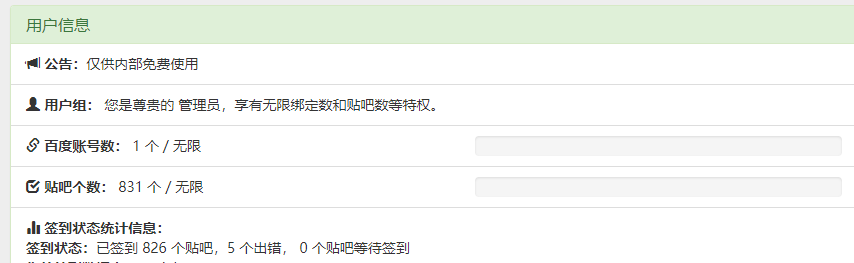 用户信息
公告：仅供内部免费使用
用户组： 您是尊贵的 管理员，享有无限绑定数和贴吧数等特权。
百度账号数： 1 个 / 无限
贴吧个数： 831 个 / 无限
签到状态统计信息：
签到状态：已签到 826 个贴吧，5 个出错， 0 个贴吧等待签到